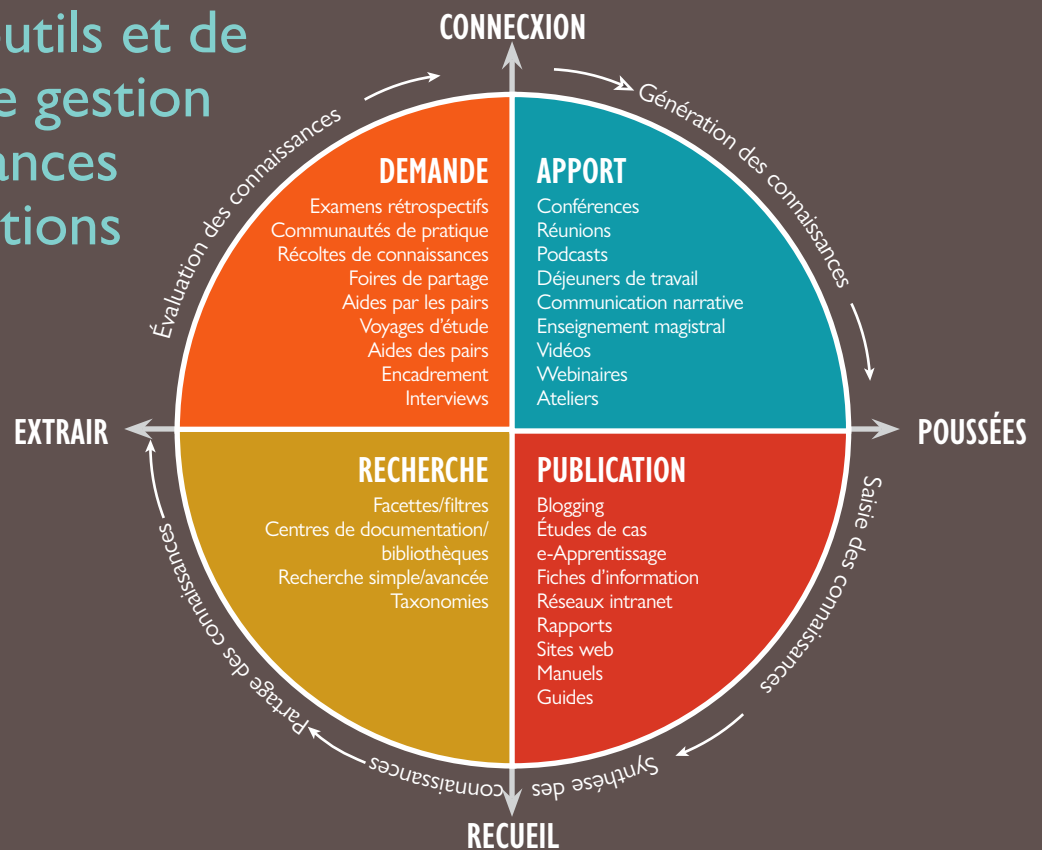 utils et de
e gestion
ances
tions
CONNECXION
Évaluation des connaissances
Génération des connaissances
DEMANDE
Examens rétrospectifs
Communautés de pratique
Récoltes de connaissances
Foires de partage
Aides par les pairs
Voyages d'étude
Aides des pairs
Encadrement
Interviews
APPORT
Conférences
Réunions
Podcasts
Déjeuners de travail
Communication narrative
Enseignement magistral
Vidéos
Webinaires
Ateliers
EXTRAIR
POUSSÉES
RECHERCHE
Facettes/filtres
Centres de documentation/
bibliothèques
Recherche simple/avancée
Taxonomies
PUBLICATION
Blogging
Études de cas
e-Apprentissage
Fiches d'information
Réseaux intranet
Rapports
Sites web
Manuels
Guides
Saisie des connaissances
Synthèse des connaissances
Partage des connaissances
RECUEIL